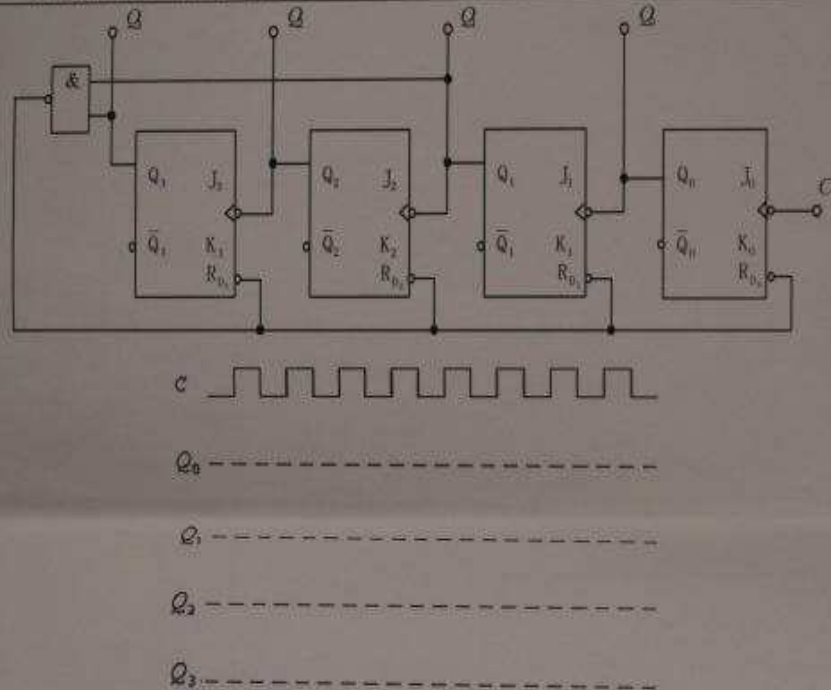 Q Q Q Q
&
Q₃ J₃ Q₂ J₂ Q₁ J₁ Q₀ J₀ C
Q̄₃ K₃ Q̄₂ K₂ Q̄₁ K₁ Q̄₀ K₀
R_D₃ R_D₂ R_D₁ R_D₀
C
Q₀
Q₁
Q₂
Q₃